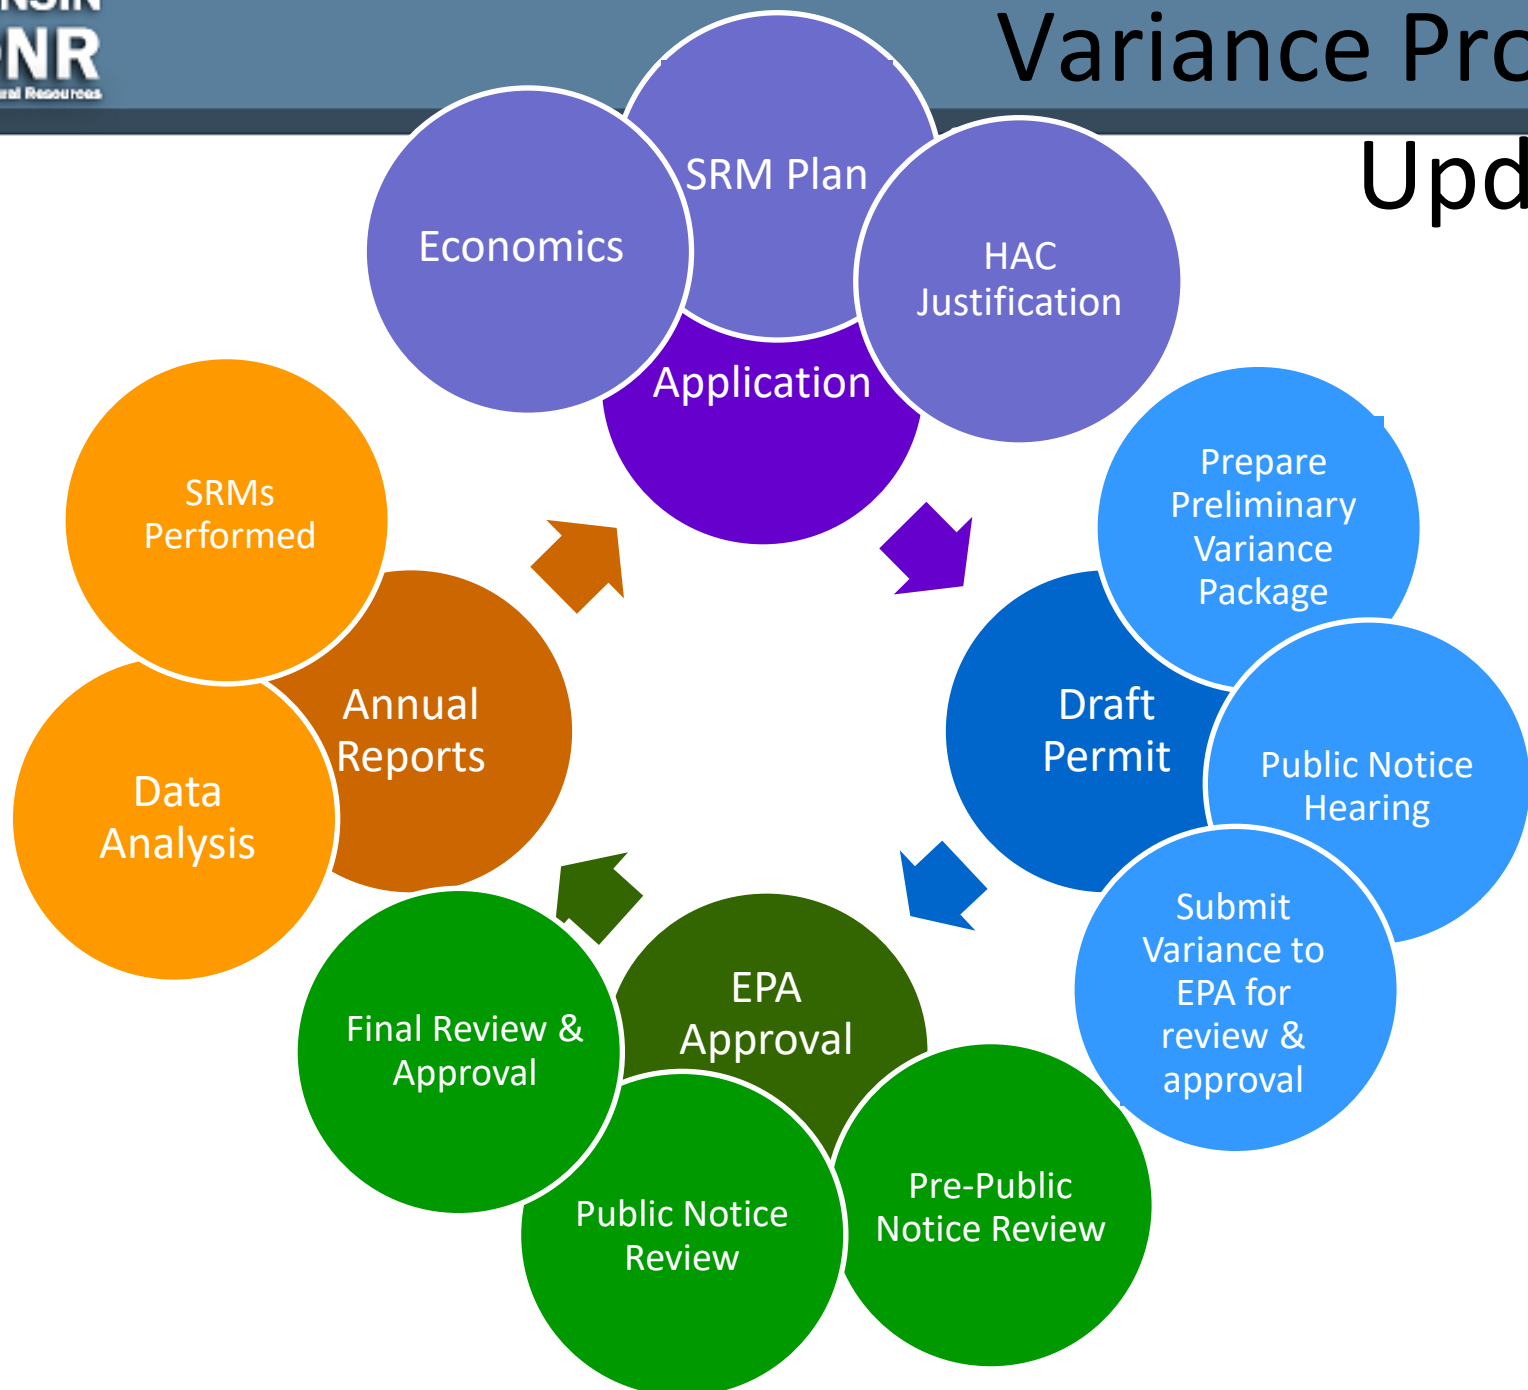 Variance Pro
Upd
SRM Plan
Economics
HAC
Justification
Application
Prepare
Preliminary
Variance
Package
Draft
Permit
Public Notice
Hearing
Submit
Variance to
EPA for
review &
approval
EPA
Approval
Pre-Public
Notice Review
Public Notice
Review
Final Review &
Approval
Annual
Reports
SRMs
Performed
Data
Analysis